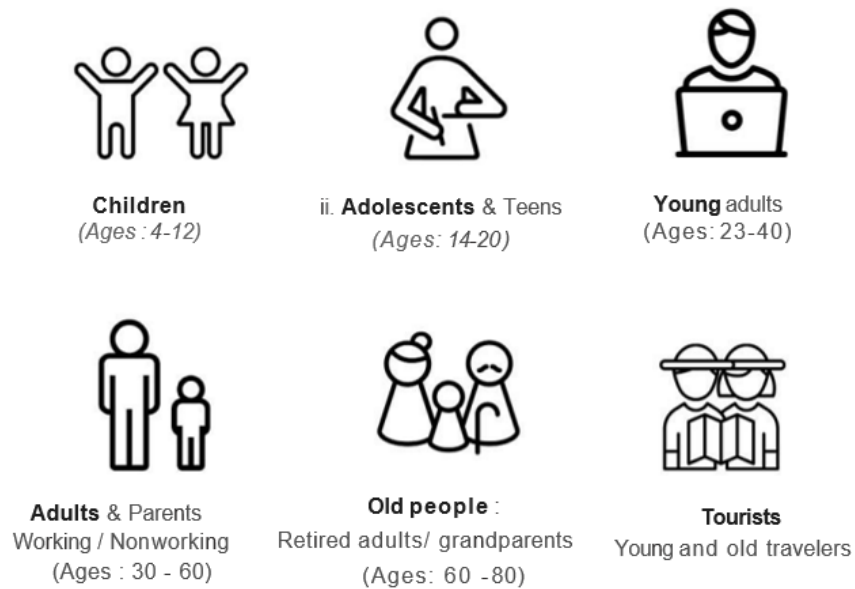 Children
(Ages : 4-12)
ii. Adolescents & Teens
(Ages: 14-20)
Young adults
(Ages: 23-40)
Adults & Parents
Working / Nonworking
(Ages : 30 - 60)
Old people :
Retired adults/ grandparents
(Ages: 60 -80)
Tourists
Young and old travelers